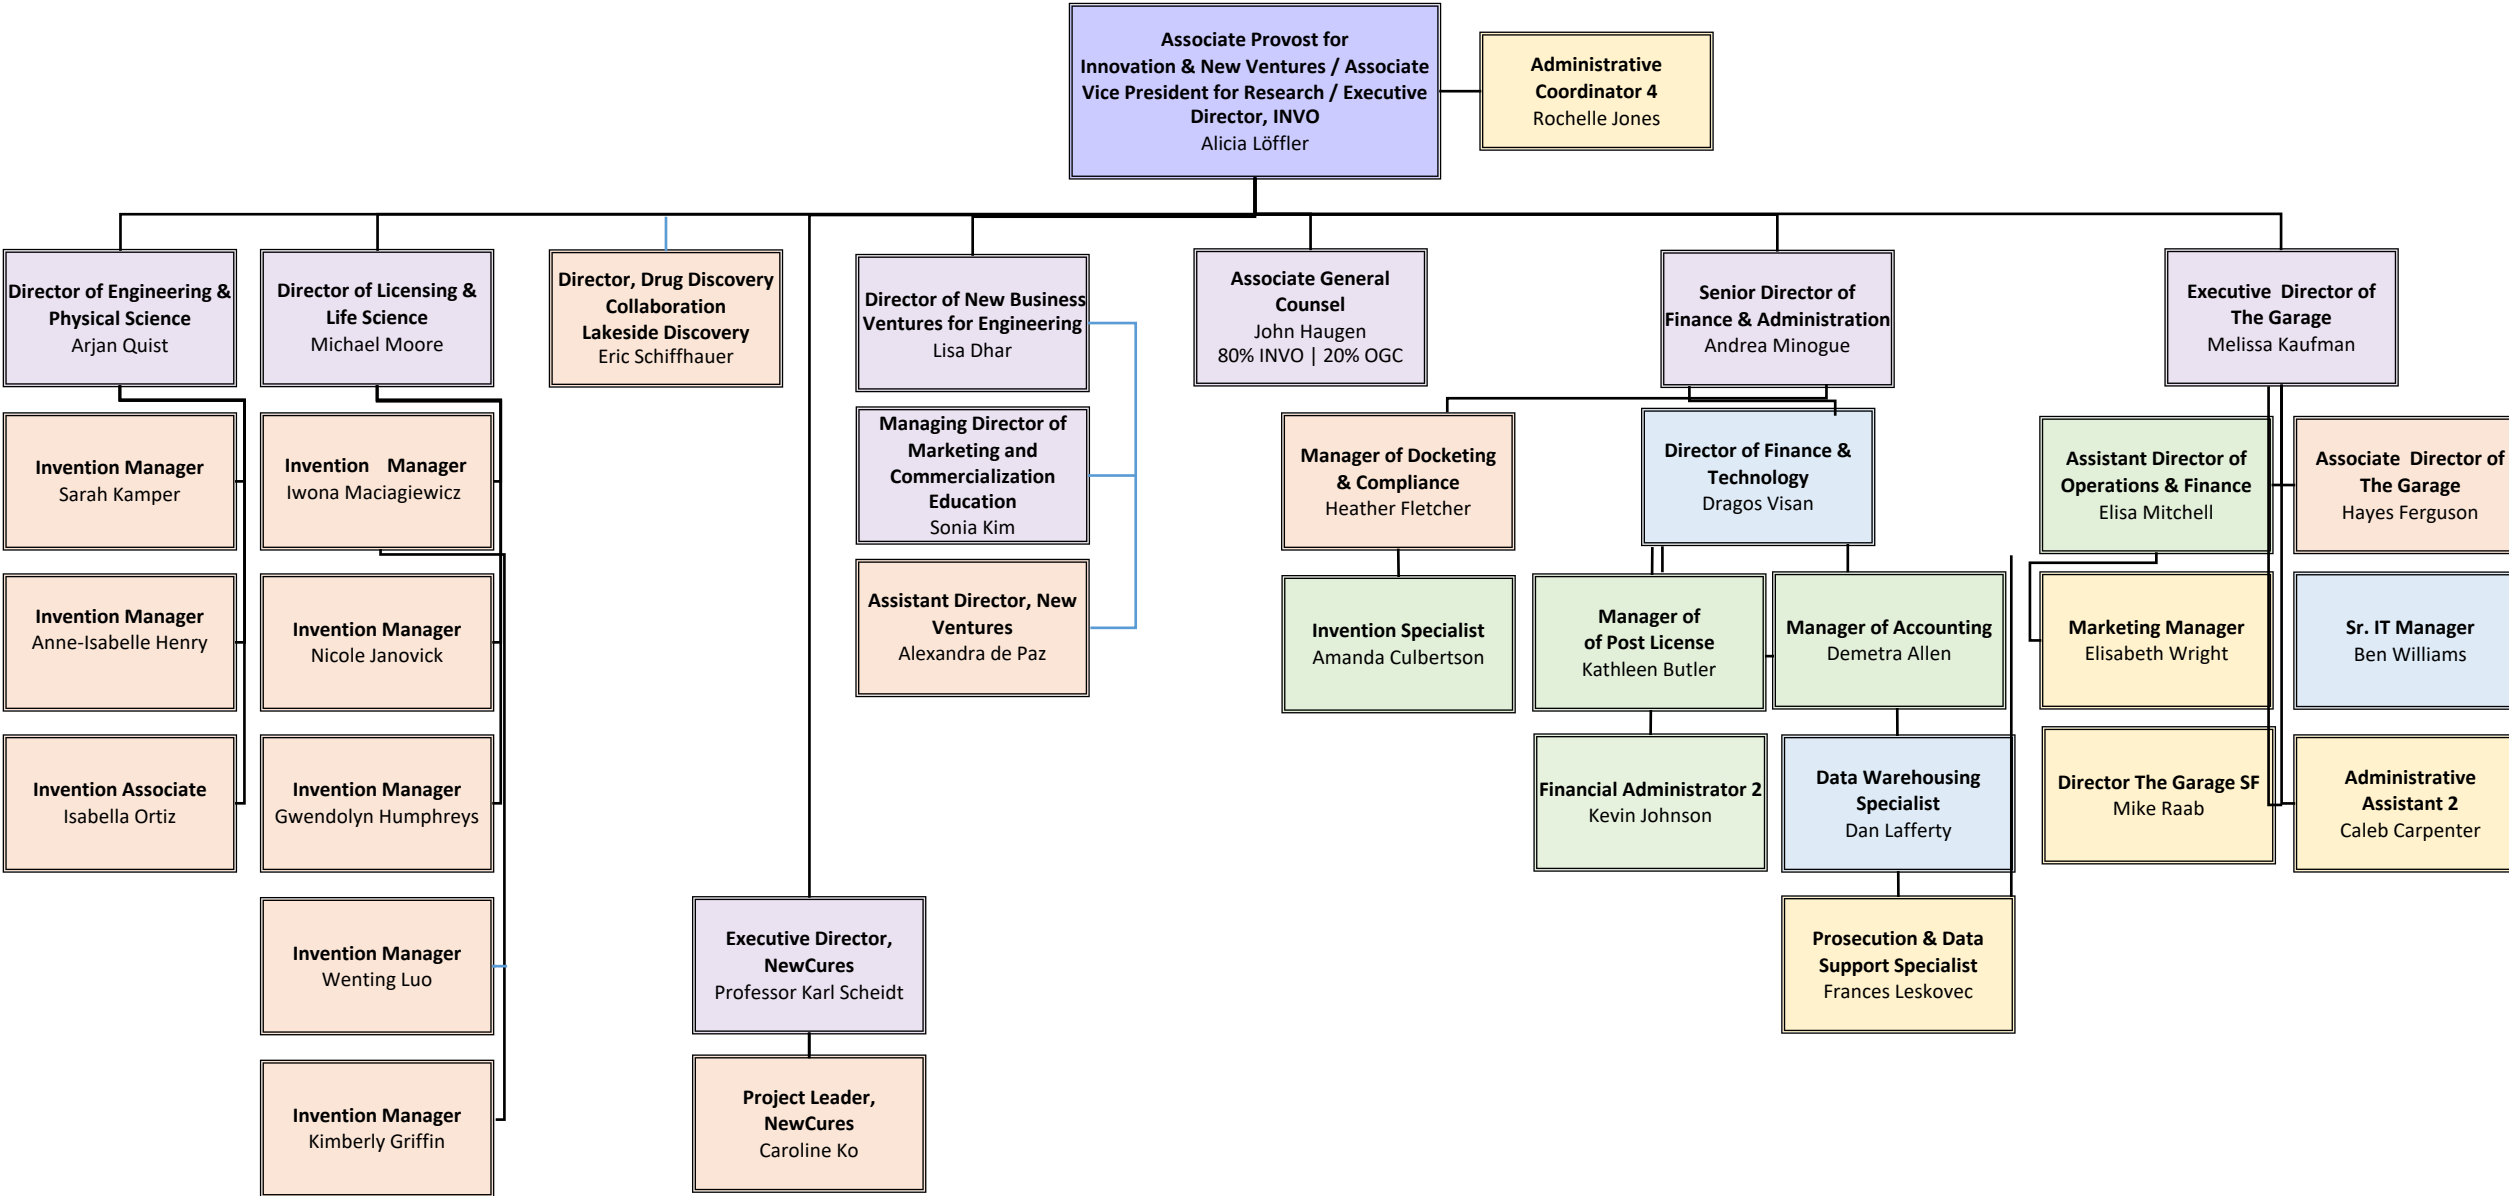 Associate Provost for
Innovation & New Ventures / Associate
Vice President for Research / Executive
Director, INVO
Alicia Löffler
Administrative
Coordinator 4
Rochelle Jones
Director of Engineering &
Physical Science
Arjan Quist
Director of Licensing &
Life Science
Michael Moore
Director, Drug Discovery
Collaboration
Lakeside Discovery
Eric Schiffhauer
Director of New Business
Ventures for Engineering
Lisa Dhar
Associate General
Counsel
John Haugen
80% INVO | 20% OGC
Senior Director of
Finance & Administration
Andrea Minogue
Executive Director of
The Garage
Melissa Kaufman
Invention Manager
Sarah Kamper
Invention Manager
Iwona Maciagiewicz
Managing Director of
Marketing and
Commercialization
Education
Sonia Kim
Manager of Docketing
& Compliance
Heather Fletcher
Director of Finance &
Technology
Dragos Visan
Assistant Director of
Operations & Finance
Elisa Mitchell
Associate Director of
The Garage
Hayes Ferguson
Invention Manager
Anne-Isabelle Henry
Invention Manager
Nicole Janovick
Assistant Director, New
Ventures
Alexandra de Paz
Invention Specialist
Amanda Culbertson
Manager of
of Post License
Kathleen Butler
Manager of Accounting
Demetra Allen
Marketing Manager
Elisabeth Wright
Sr. IT Manager
Ben Williams
Invention Associate
Isabella Ortiz
Invention Manager
Gwendolyn Humphreys
Financial Administrator 2
Kevin Johnson
Data Warehousing
Specialist
Dan Lafferty
Director The Garage SF
Mike Raab
Administrative
Assistant 2
Caleb Carpenter
Invention Manager
Wenting Luo
Executive Director,
NewCures
Professor Karl Scheidt
Prosecution & Data
Support Specialist
Frances Leskovec
Invention Manager
Kimberly Griffin
Project Leader,
NewCures
Caroline Ko